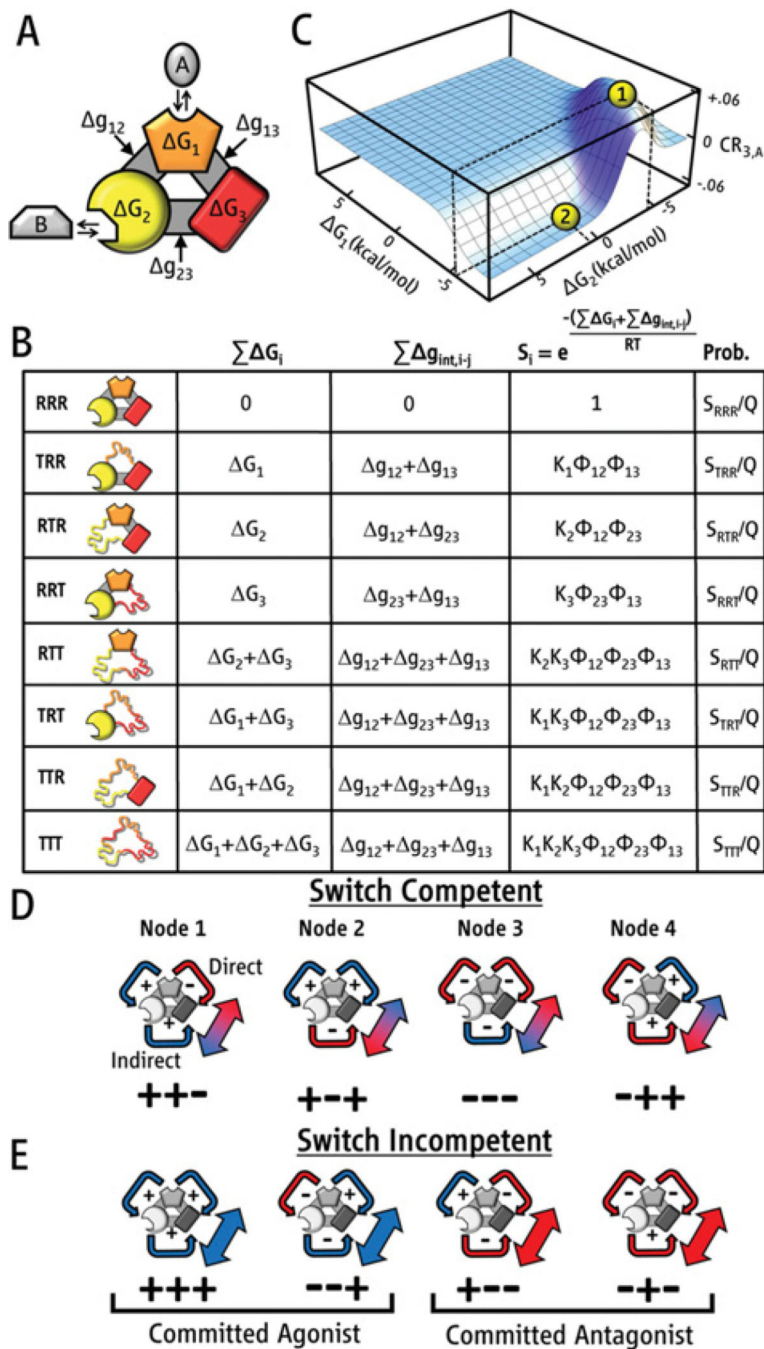 A
C
A
Δg12
Δg13
ΔG1
ΔG2
ΔG3
B
Δg23
1
2
+.06
0
CR3,A
-.06
5
0
-5
ΔG1(kcal/mol)
5
0
-5
ΔG2(kcal/mol)
B
∑ΔGi
∑Δgint,i-j
Si = e -(∑ΔGi+∑Δgint,i-j) RT
Prob.
RRR 0 0 1 SRRR/Q
TRR ΔG1 Δg12+Δg13 K1Φ12Φ13 STRR/Q
RTR ΔG2 Δg12+Δg23 K2Φ12Φ23 SRTR/Q
RRT ΔG3 Δg23+Δg13 K3Φ23Φ13 SRRT/Q
RTT ΔG2+ΔG3 Δg12+Δg23+Δg13 K2K3Φ12Φ23Φ13 SRTT/Q
TRT ΔG1+ΔG3 Δg12+Δg23+Δg13 K1K3Φ12Φ23Φ13 STRT/Q
TTR ΔG1+ΔG2 Δg12+Δg23+Δg13 K1K2Φ12Φ23Φ13 STTR/Q
TTT ΔG1+ΔG2+ΔG3 Δg12+Δg23+Δg13 K1K2K3Φ12Φ23Φ13 STTT/Q
D
Switch Competent
Node 1 Node 2 Node 3 Node 4
+ - + + - - - +
Direct
+ - - +
Indirect
++- +-+ --- -++
E
Switch Incompetent
+ + - + + - - -
+ - - +
+++ --+ +-- -+-
Committed Agonist Committed Antagonist